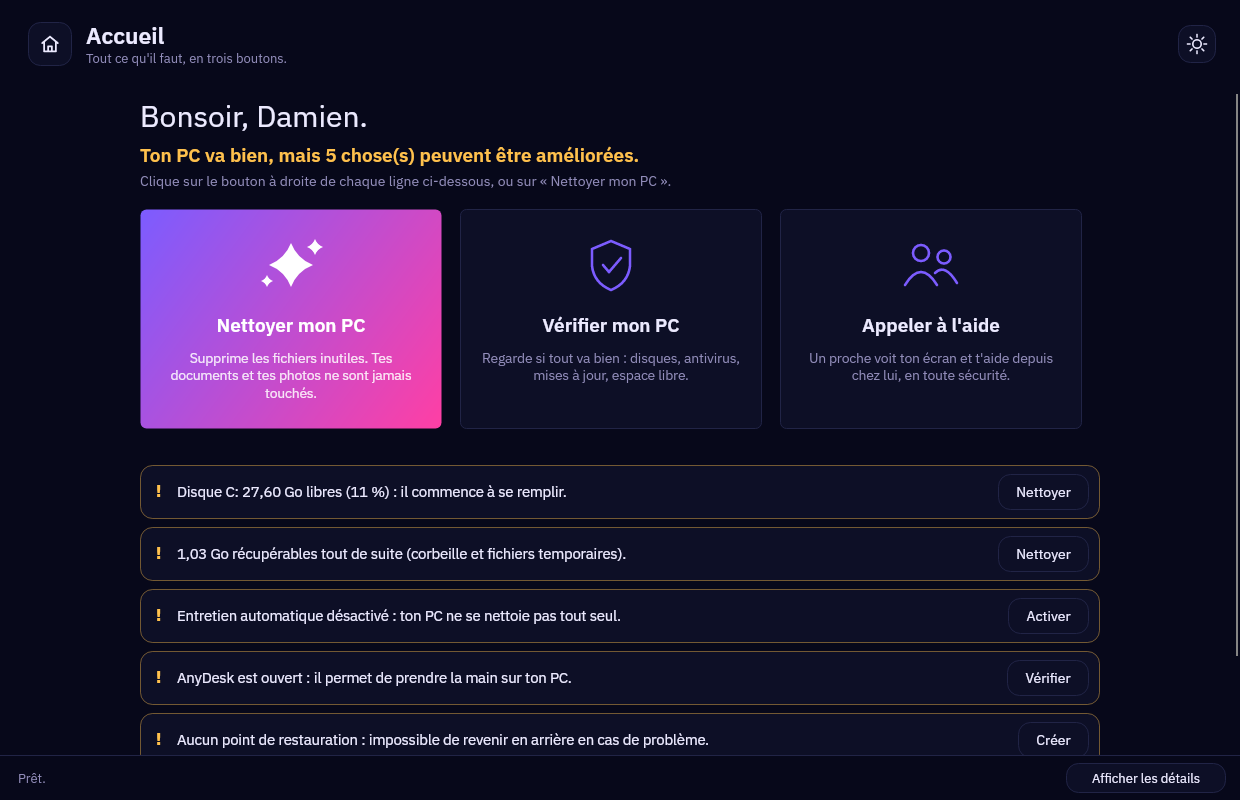 Accueil
Tout ce qu'il faut, en trois boutons.
Bonsoir, Damien.
Ton PC va bien, mais 5 chose(s) peuvent être améliorées.
Clique sur le bouton à droite de chaque ligne ci-dessous, ou sur « Nettoyer mon PC ».
Nettoyer mon PC
Supprime les fichiers inutiles. Tes
documents et tes photos ne sont jamais
touchés.
Vérifier mon PC
Regarde si tout va bien : disques, antivirus,
mises à jour, espace libre.
Appeler à l'aide
Un proche voit ton écran et t'aide depuis
chez lui, en toute sécurité.
! Disque C: 27,60 Go libres (11 %) : il commence à se remplir. Nettoyer
! 1,03 Go récupérables tout de suite (corbeille et fichiers temporaires). Nettoyer
! Entretien automatique désactivé : ton PC ne se nettoie pas tout seul. Activer
! AnyDesk est ouvert : il permet de prendre la main sur ton PC. Vérifier
! Aucun point de restauration : impossible de revenir en arrière en cas de problème. Créer
Prêt. Afficher les détails